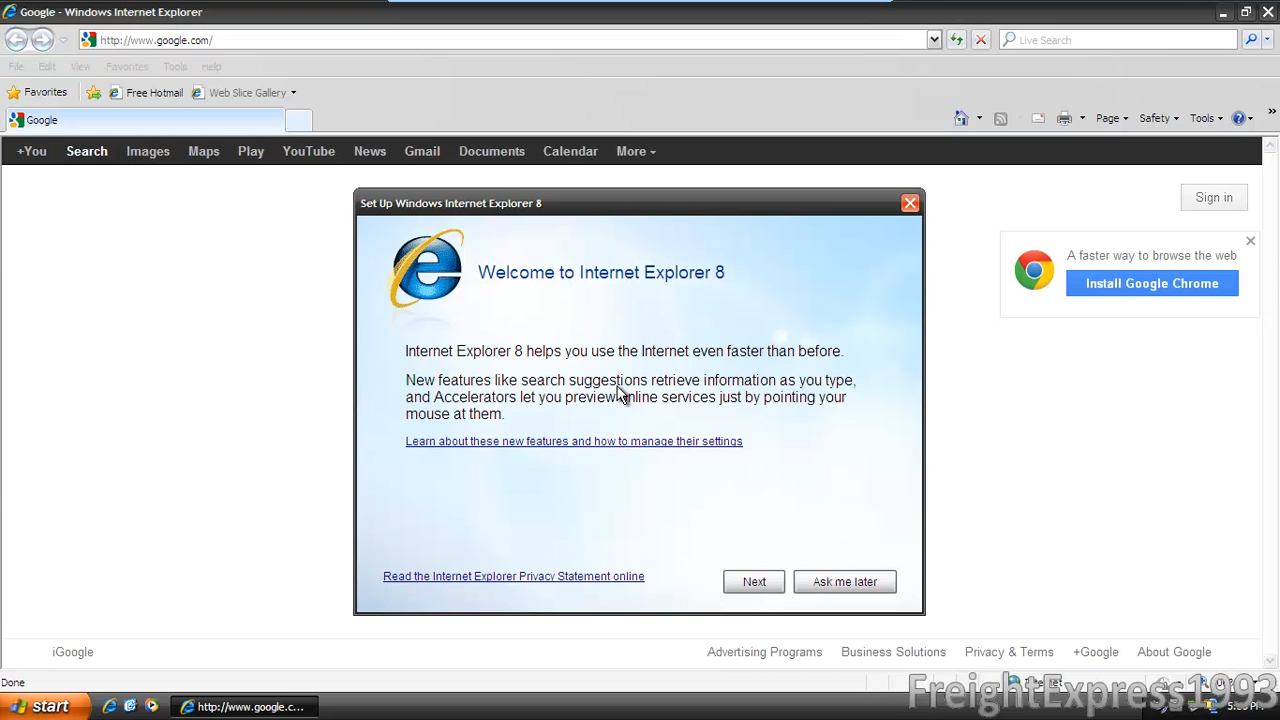 Google - Windows Internet Explorer
http://www.google.com/
Live Search
File Edit View Favorites Tools Help
Favorites Free Hotmail Web Slice Gallery
Google
Page Safety Tools
+You Search Images Maps Play YouTube News Gmail Documents Calendar More
Sign in
A faster way to browse the web
Install Google Chrome
Set Up Windows Internet Explorer 8
Welcome to Internet Explorer 8
Internet Explorer 8 helps you use the Internet even faster than before.
New features like search suggestions retrieve information as you type,
and Accelerators let you preview online services just by pointing your
mouse at them.
Learn about these new features and how to manage their settings
Read the Internet Explorer Privacy Statement online
Next Ask me later
iGoogle Advertising Programs Business Solutions Privacy & Terms +Google About Google
Done
FreightExpress1993
start http://www.google.c...